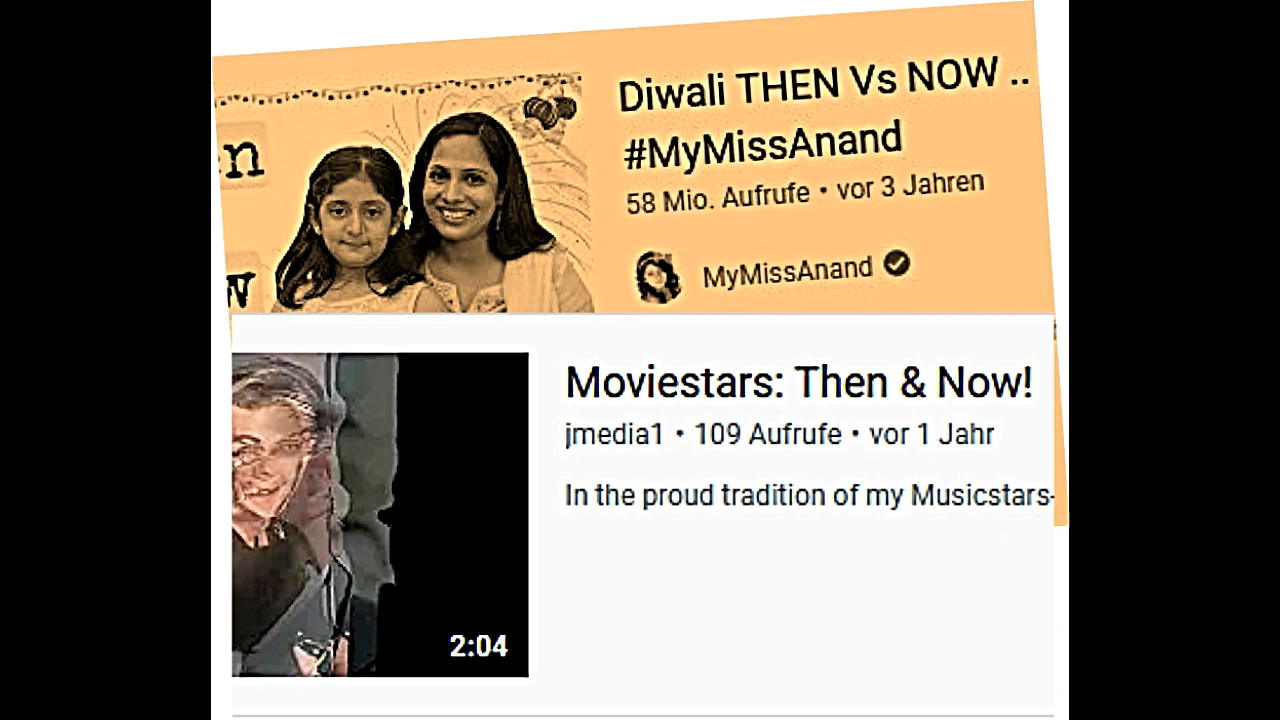 Diwali THEN Vs NOW ..
#MyMissAnand
58 Mio. Aufrufe • vor 3 Jahren
MyMissAnand
n
w
Moviestars: Then & Now!
jmedia1 • 109 Aufrufe • vor 1 Jahr
In the proud tradition of my Musicstars-
2:04